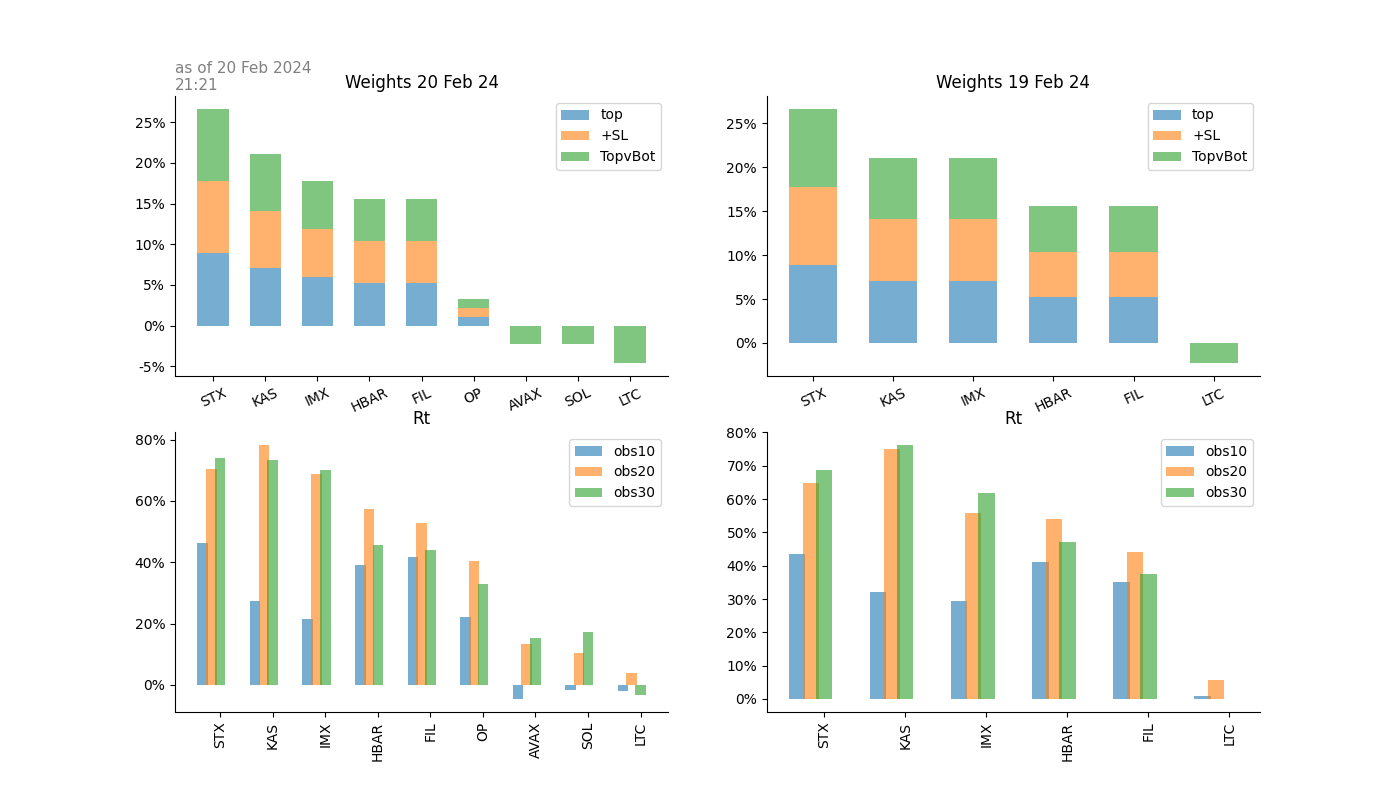 as of 20 Feb 2024
21:21
Weights 20 Feb 24
25%
20%
15%
10%
5%
0%
-5%
top
+SL
TopvBot
STX KAS IMX HBAR FIL OP AVAX SOL LTC
Weights 19 Feb 24
25%
20%
15%
10%
5%
0%
top
+SL
TopvBot
STX KAS IMX HBAR FIL LTC
Rt
80%
60%
40%
20%
0%
obs10
obs20
obs30
STX KAS IMX HBAR FIL OP AVAX SOL LTC
Rt
80%
70%
60%
50%
40%
30%
20%
10%
0%
obs10
obs20
obs30
STX KAS IMX HBAR FIL LTC